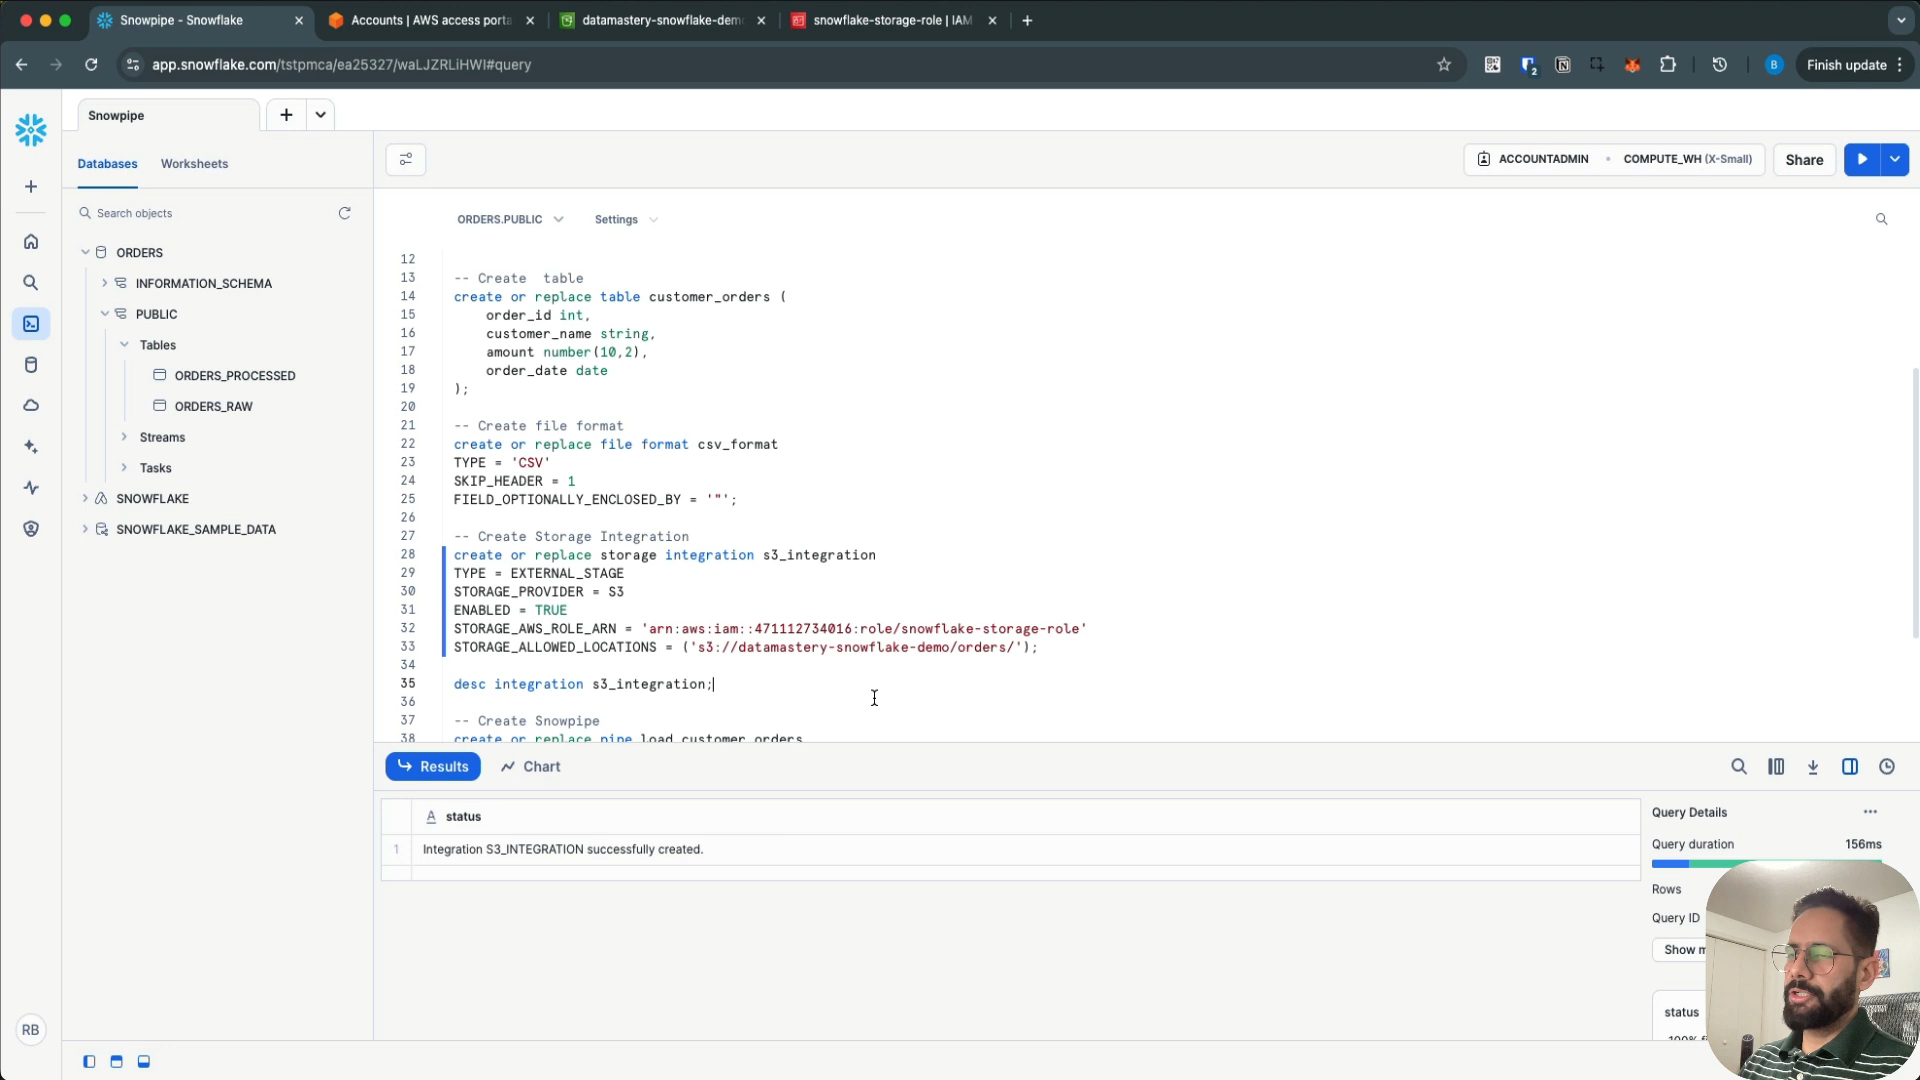 Snowpipe - Snowflake
Accounts | AWS access porta
datamastery-snowflake-dem
snowflake-storage-role | IAM
app.snowflake.com/tstpmca/ea25327/waLJZRLiHWI#query
2
B
Finish update
Snowpipe
Databases
Worksheets
ACCOUNTADMIN
COMPUTE_WH (X-Small)
Share
Search objects
ORDERS.PUBLIC
Settings
ORDERS
INFORMATION_SCHEMA
PUBLIC
Tables
ORDERS_PROCESSED
ORDERS_RAW
Streams
Tasks
SNOWFLAKE
SNOWFLAKE_SAMPLE_DATA
12
13 -- Create  table
14 create or replace table customer_orders (
15     order_id int,
16     customer_name string,
17     amount number(10,2),
18     order_date date
19 );
20
21 -- Create file format
22 create or replace file format csv_format
23 TYPE = 'CSV'
24 SKIP_HEADER = 1
25 FIELD_OPTIONALLY_ENCLOSED_BY = '"';
26
27 -- Create Storage Integration
28 create or replace storage integration s3_integration
29 TYPE = EXTERNAL_STAGE
30 STORAGE_PROVIDER = S3
31 ENABLED = TRUE
32 STORAGE_AWS_ROLE_ARN = 'arn:aws:iam::471112734016:role/snowflake-storage-role'
33 STORAGE_ALLOWED_LOCATIONS = ('s3://datamastery-snowflake-demo/orders/');
34
35 desc integration s3_integration;
36
37 -- Create Snowpipe
38 create or replace pipe load_customer_orders
Results
Chart
A status
1 Integration S3_INTEGRATION successfully created.
Query Details
Query duration 156ms
Rows
Query ID
Show m
status
RB